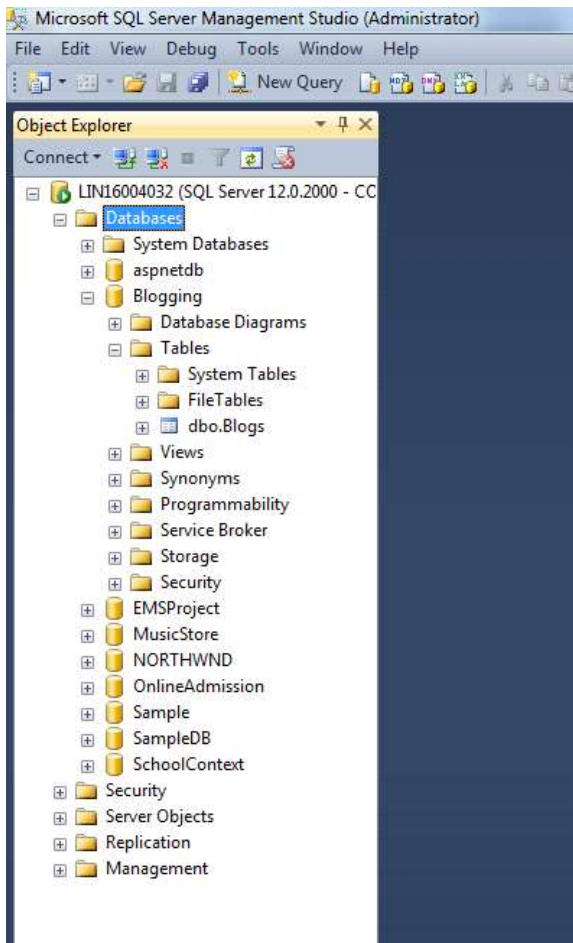 Microsoft SQL Server Management Studio (Administrator)
File Edit View Debug Tools Window Help
New Query
Object Explorer
Connect
LIN16004032 (SQL Server 12.0.2000 - CC
Databases
System Databases
aspnetdb
Blogging
Database Diagrams
Tables
System Tables
FileTables
dbo.Blogs
Views
Synonyms
Programmability
Service Broker
Storage
Security
EMSProject
MusicStore
NORTHWND
OnlineAdmission
Sample
SampleDB
SchoolContext
Security
Server Objects
Replication
Management